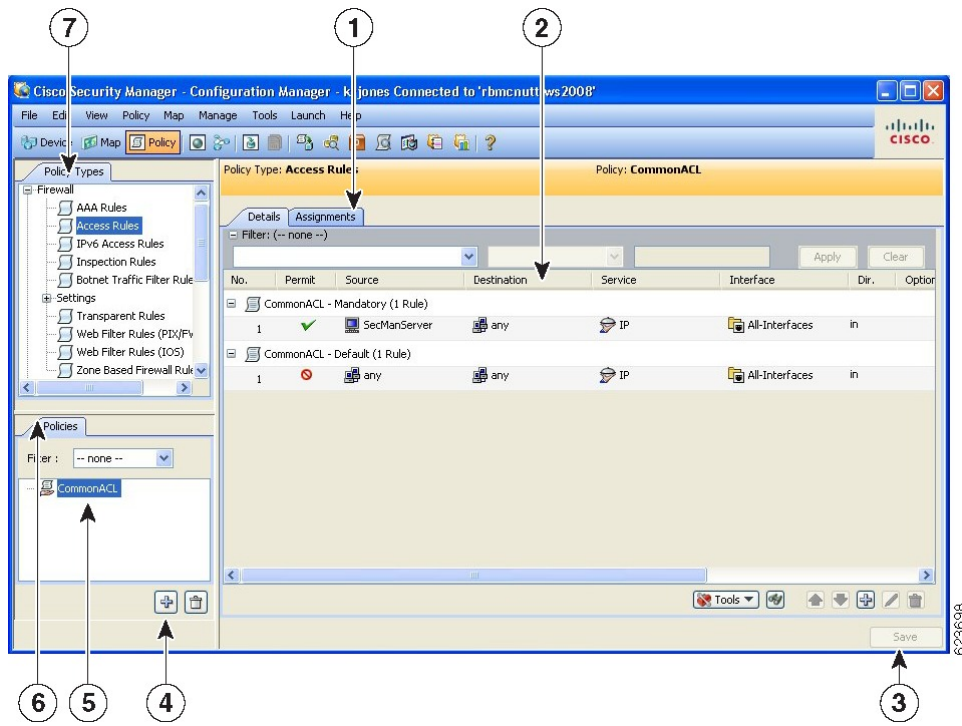 7
1
2
Cisco Security Manager - Configuration Manager - kjones Connected to 'rbmcnutt-ws2008'
File Edit View Policy Map Manage Tools Launch Help
Device Map Policy
CISCO
Policy Types
Policy Type: Access Rules
Policy: CommonACL
Firewall
AAA Rules
Access Rules
IPv6 Access Rules
Inspection Rules
Botnet Traffic Filter Rule
Settings
Transparent Rules
Web Filter Rules (PIX/FW
Web Filter Rules (IOS)
Zone Based Firewall Rule
Details Assignments
Filter: (-- none --)
Apply Clear
No. Permit Source Destination Service Interface Dir. Option
CommonACL - Mandatory (1 Rule)
1 SecManServer any IP All-Interfaces in
CommonACL - Default (1 Rule)
1 any any IP All-Interfaces in
Policies
Filter : -- none --
CommonACL
Tools
Save
623698
6
5
4
3